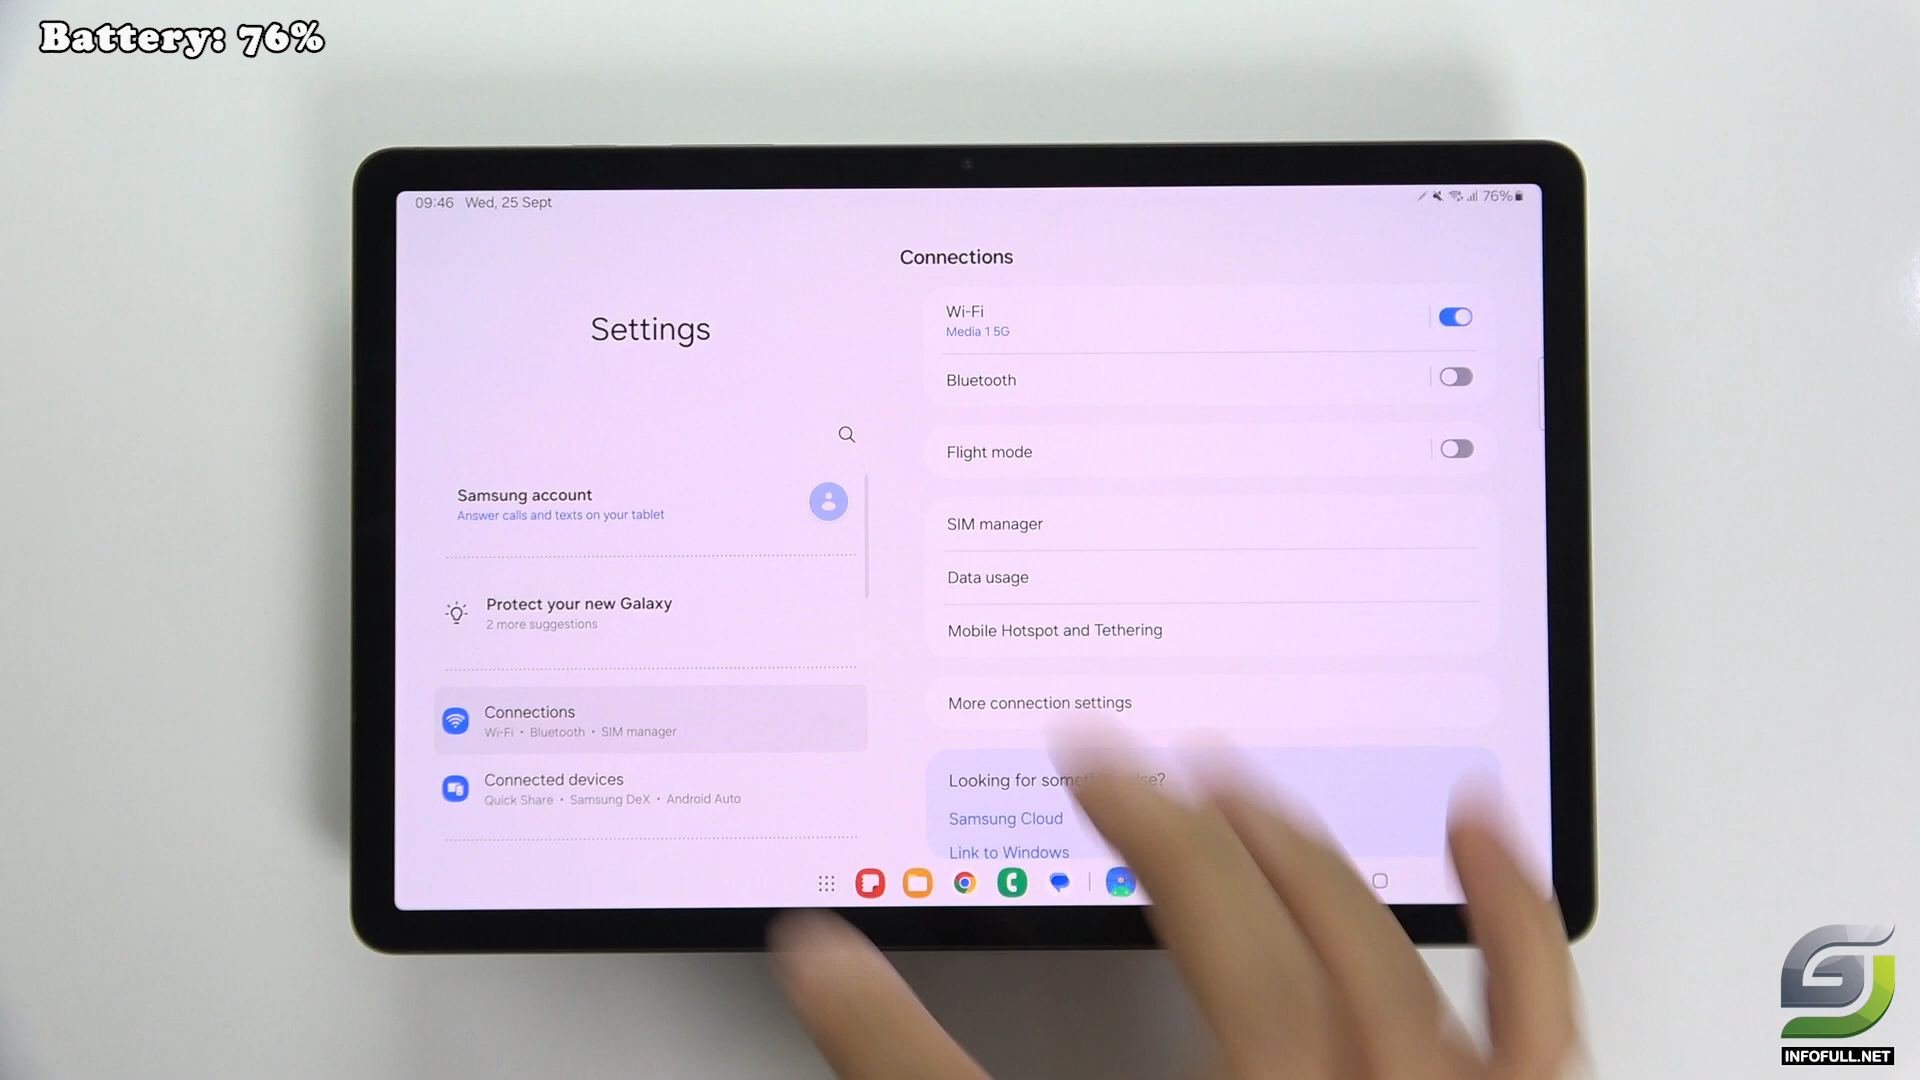 Battery: 76%
09:46 Wed, 25 Sept
76%
Connections
Settings
Wi-Fi
Media 1 5G
Bluetooth
Flight mode
Samsung account
Answer calls and texts on your tablet
SIM manager
Data usage
Protect your new Galaxy
2 more suggestions
Mobile Hotspot and Tethering
Connections
Wi-Fi • Bluetooth • SIM manager
More connection settings
Connected devices
Quick Share • Samsung DeX • Android Auto
Looking for something else?
Samsung Cloud
Link to Windows
INFOFULL.NET